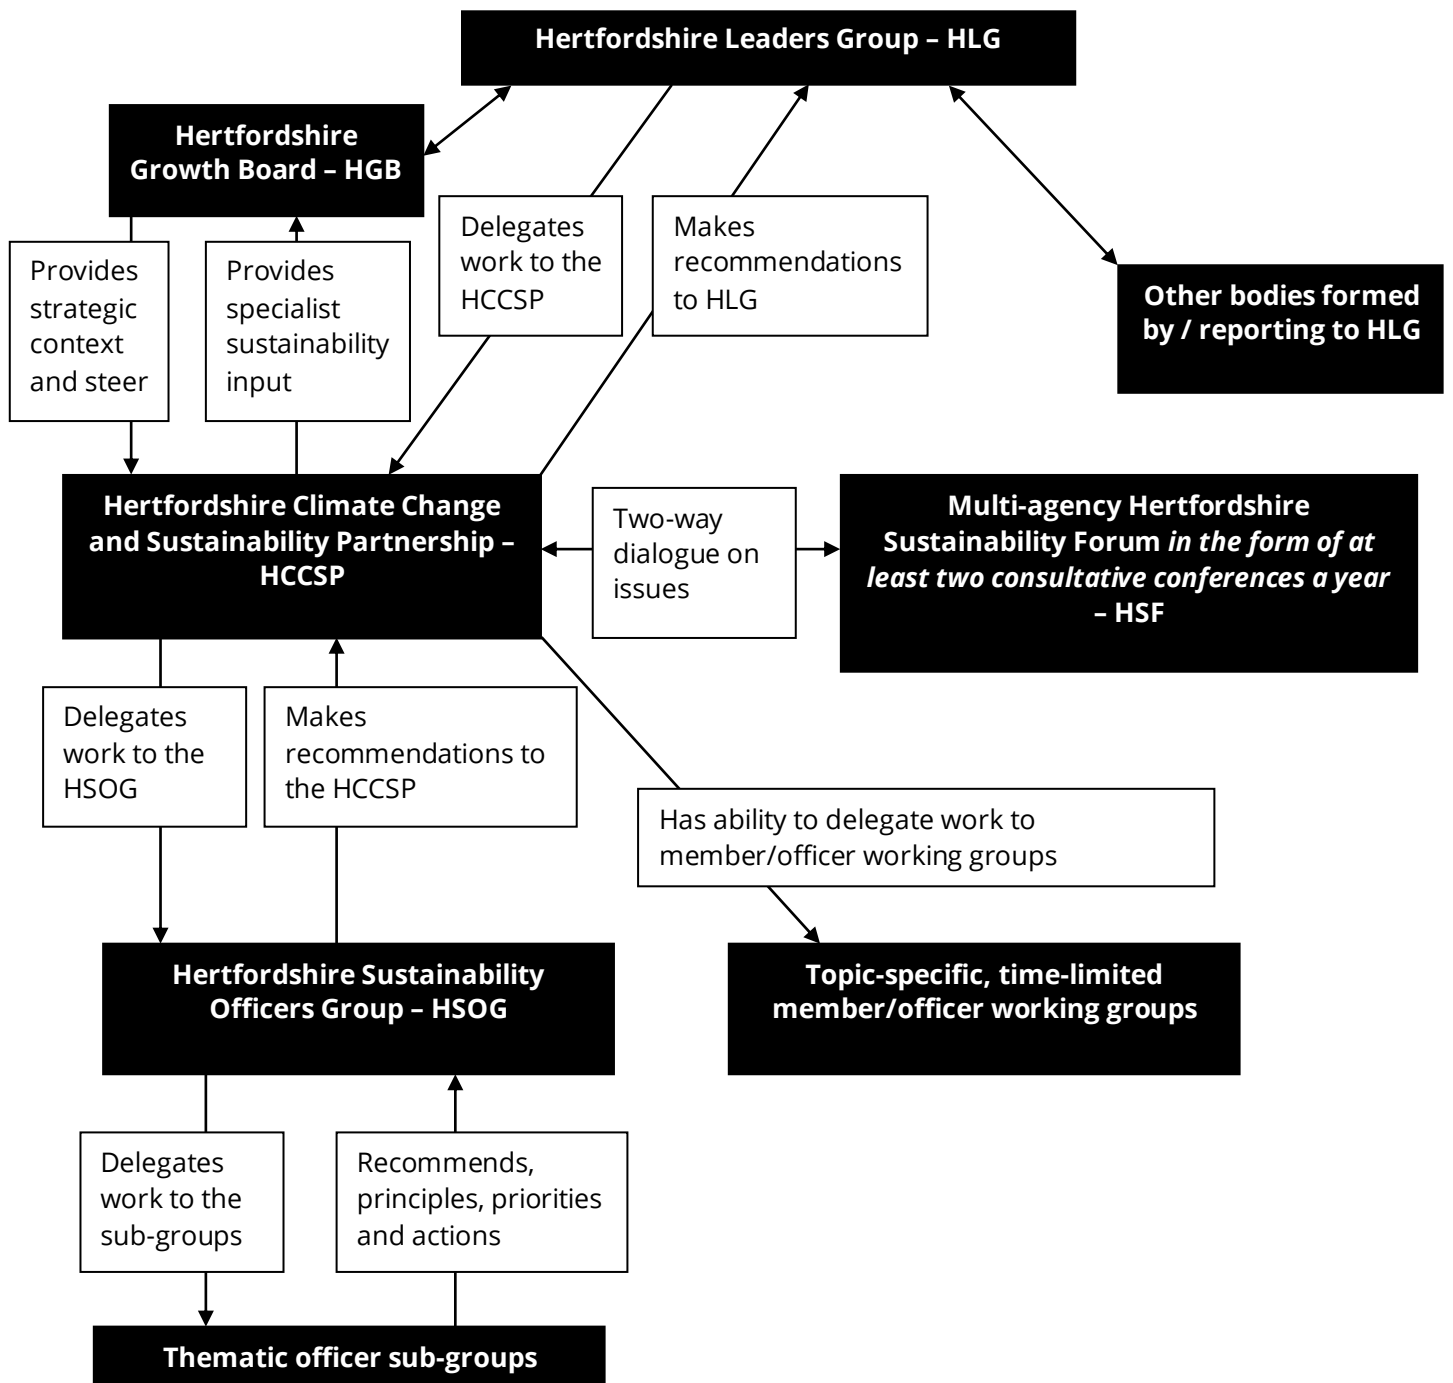 Hertfordshire Leaders Group – HLG
Hertfordshire
Growth Board – HGB
Delegates
work to the
HCCSP
Makes
recommendations
to HLG
Provides
strategic
context
and steer
Provides
specialist
sustainability
input
Other bodies formed
by / reporting to HLG
Hertfordshire Climate Change
and Sustainability Partnership –
HCCSP
Two-way
dialogue on
issues
Multi-agency Hertfordshire
Sustainability Forum in the form of at
least two consultative conferences a year
– HSF
Delegates
work to the
HSOG
Makes
recommendations to
the HCCSP
Has ability to delegate work to
member/officer working groups
Hertfordshire Sustainability
Officers Group – HSOG
Topic-specific, time-limited
member/officer working groups
Delegates
work to the
sub-groups
Recommends,
principles, priorities
and actions
Thematic officer sub-groups